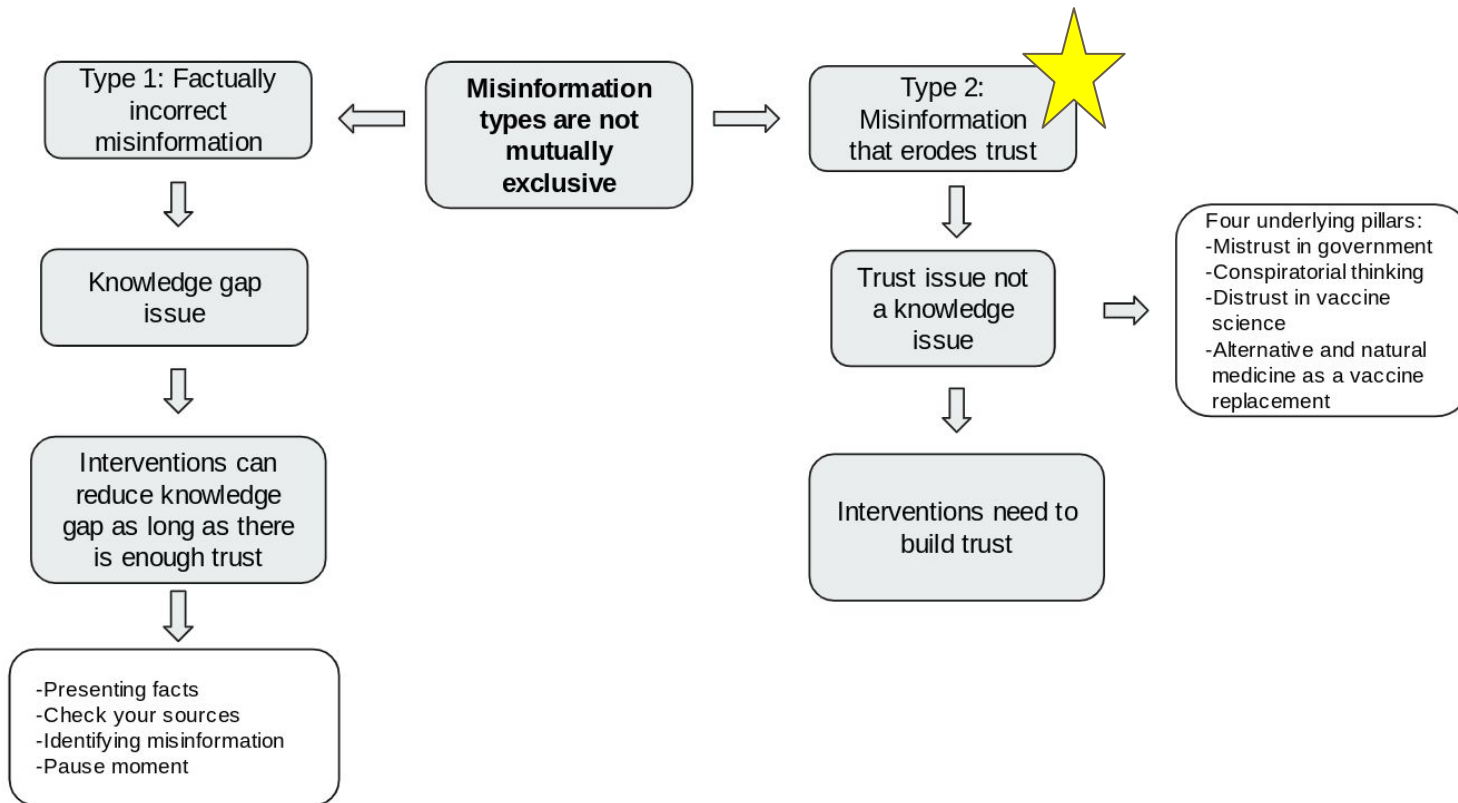 Type 1: Factually
incorrect
misinformation
Misinformation
types are not
mutually
exclusive
Type 2:
Misinformation
that erodes trust
Knowledge gap
issue
Trust issue not
a knowledge
issue
Four underlying pillars:
-Mistrust in government
-Conspiratorial thinking
-Distrust in vaccine
science
-Alternative and natural
medicine as a vaccine
replacement
Interventions can
reduce knowledge
gap as long as there
is enough trust
Interventions need to
build trust
-Presenting facts
-Check your sources
-Identifying misinformation
-Pause moment